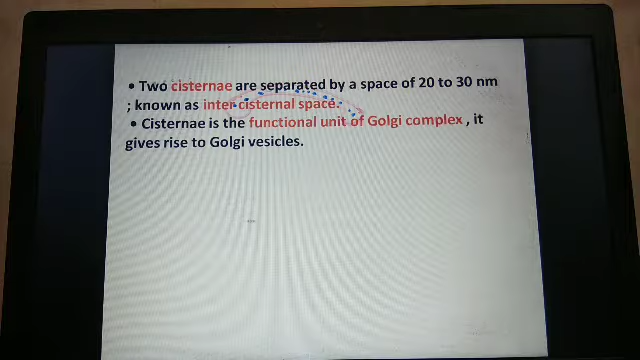 • Two cisternae are separated by a space of 20 to 30 nm
; known as inter-cisternal space.
• Cisternae is the functional unit of Golgi complex , it
gives rise to Golgi vesicles.